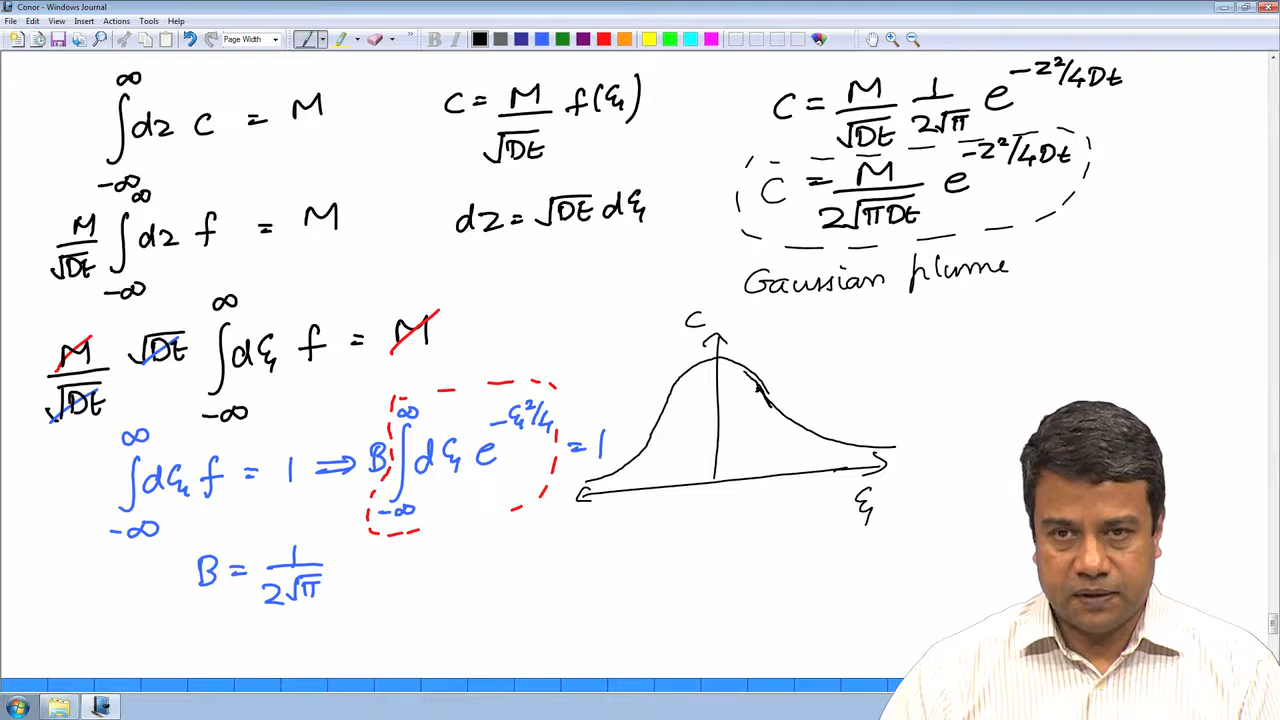 Conor - Windows Journal
File Edit View Insert Actions Tools Help
Page Width
B I
∫_{-∞}^{∞} dz c = M
C = M/√Dt f(ξ)
C = M/√Dt 1/2√π e^{-z²/4Dt}
C = M/2√πDt e^{-z²/4Dt}
M/√Dt ∫_{-∞}^{∞} dz f = M
dz = √Dt dξ
Gaussian plume
M/√Dt √Dt ∫_{-∞}^{∞} dξ f = M
∫_{-∞}^{∞} dξ f = 1 ⇒ B ∫_{-∞}^{∞} dξ e^{-ξ²/4} = 1
B = 1/2√π
C
ξ